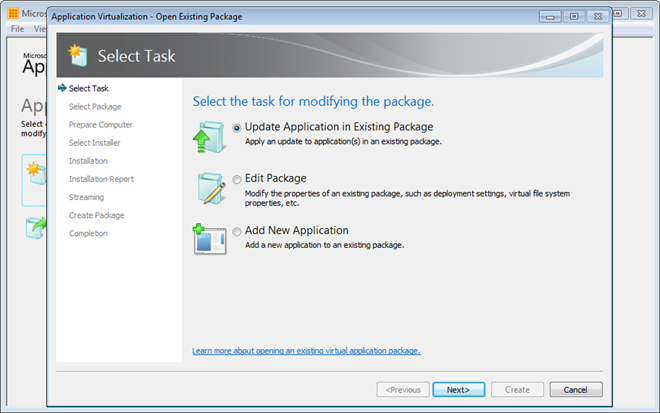 Micros
Application Virtualization - Open Existing Package
File Vie
Microso
Ap
Select Task
App
Select
modify
Select Task
Select Package
Prepare Computer
Select Installer
Installation
Installation Report
Streaming
Create Package
Completion
Select the task for modifying the package.
Update Application in Existing Package
Apply an update to application(s) in an existing package.
Edit Package
Modify the properties of an existing package, such as deployment settings, virtual file system
properties, etc.
Add New Application
Add a new application to an existing package.
Learn more about opening an existing virtual application package.
<Previous
Next>
Create
Cancel